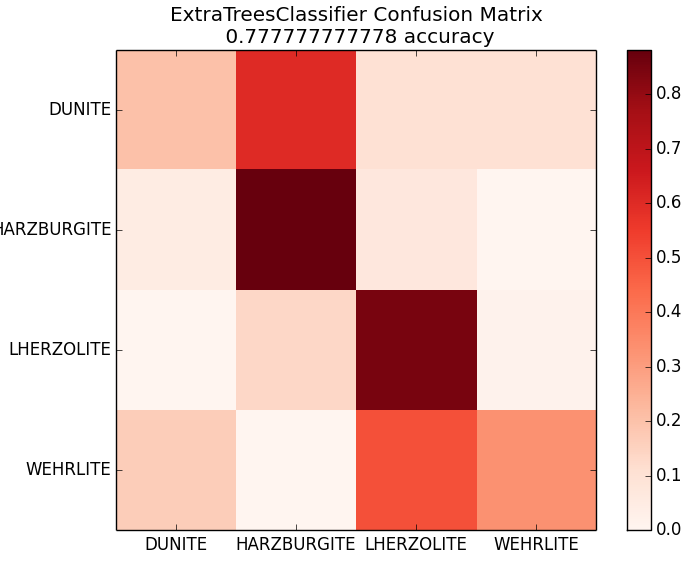 ExtraTreesClassifier Confusion Matrix
0.777777777778 accuracy
DUNITE
HARZBURGITE
LHERZOLITE
WEHRLITE
DUNITE HARZBURGITE LHERZOLITE WEHRLITE
0.8
0.7
0.6
0.5
0.4
0.3
0.2
0.1
0.0